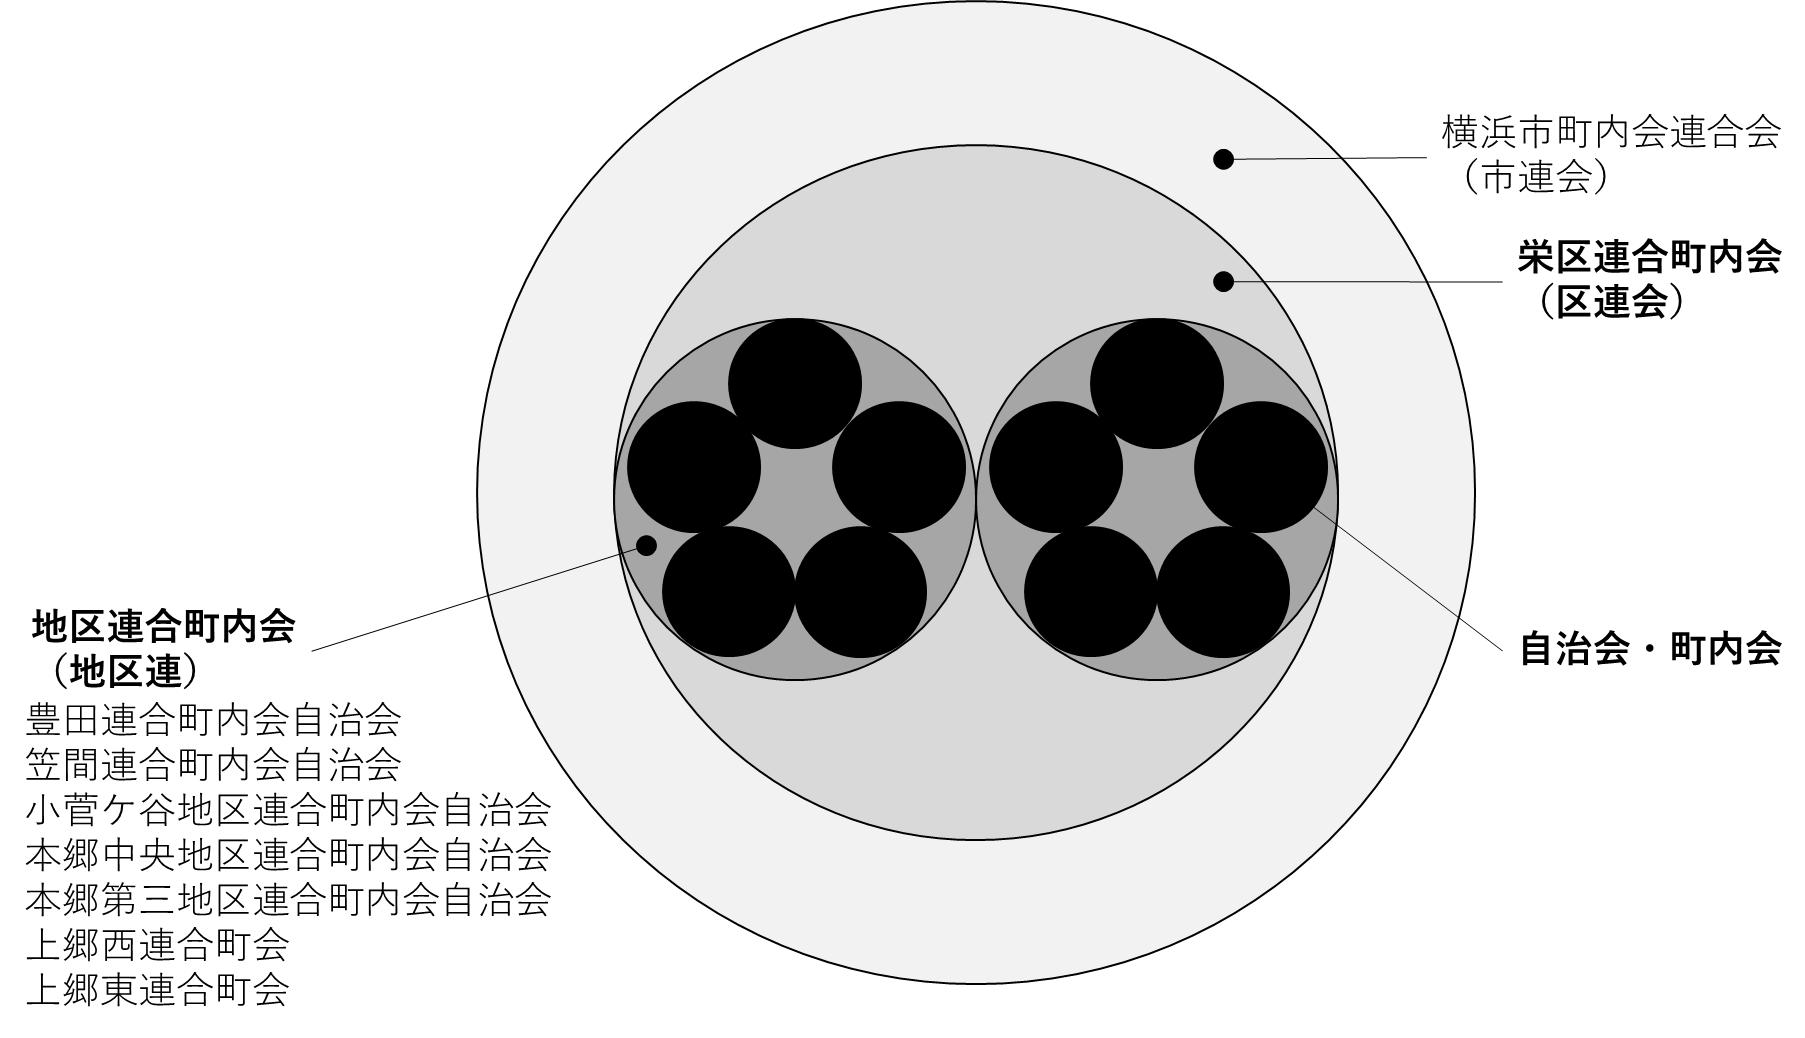 横浜市町内会連合会
（市連会）
栄区連合町内会
（区連会）
地区連合町内会
（地区連）
豊田連合町内会自治会
笠間連合町内会自治会
小菅ケ谷地区連合町内会自治会
本郷中央地区連合町内会自治会
本郷第三地区連合町内会自治会
上郷西連合町会
上郷東連合町会
自治会・町内会